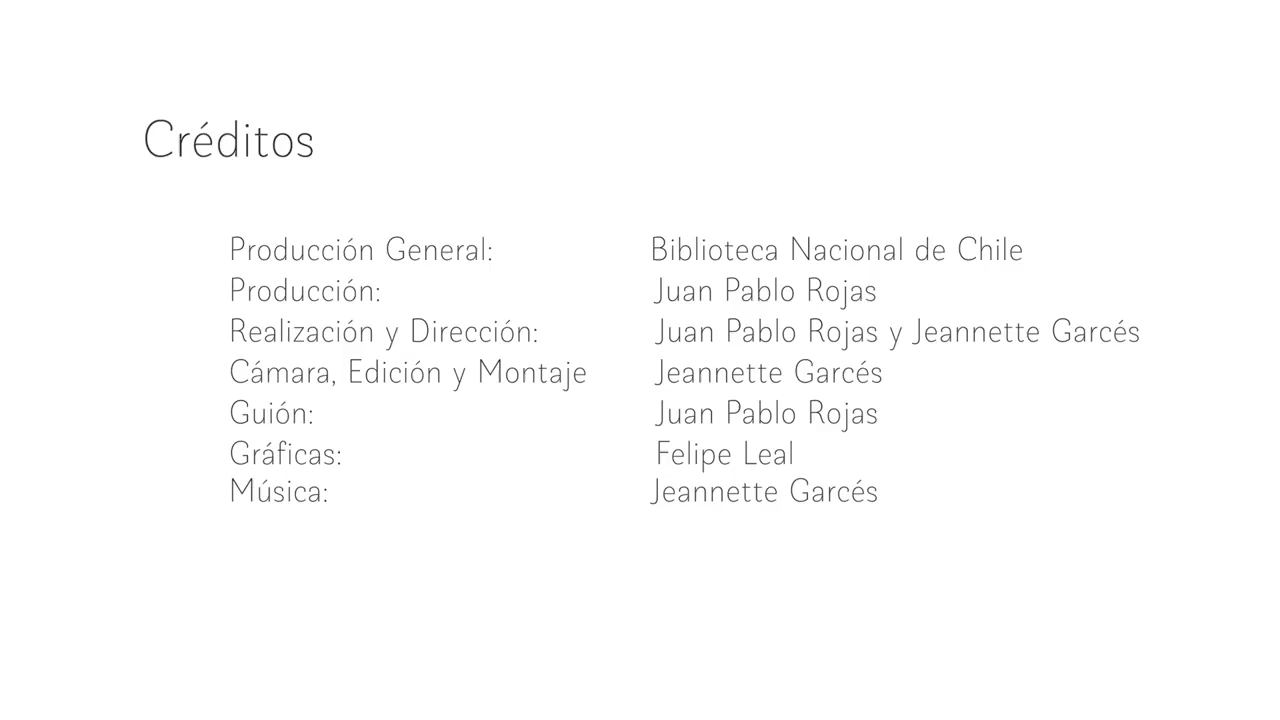 Créditos
Producción General: Biblioteca Nacional de Chile
Producción: Juan Pablo Rojas
Realización y Dirección: Juan Pablo Rojas y Jeannette Garcés
Cámara, Edición y Montaje Jeannette Garcés
Guión: Juan Pablo Rojas
Gráficas: Felipe Leal
Música: Jeannette Garcés